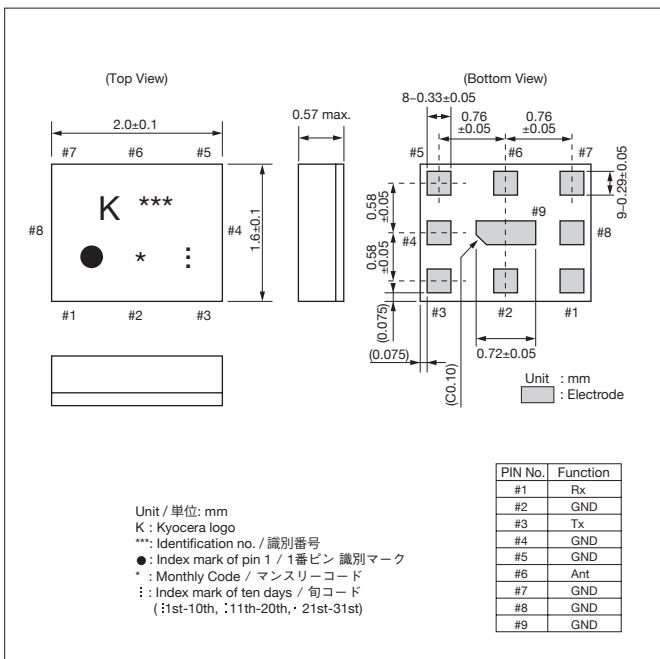 (Top View)
2.0±0.1
#7 #6 #5
K ***
#8
#4
● * ⋮
#1 #2 #3
1.6±0.1
0.57 max.
(Bottom View)
8–0.33±0.05
0.76
±0.05
0.76
±0.05
#5
#6
#7
9–0.29±0.05
0.58
±0.05
#9
#4
#8
0.58
±0.05
#3
#2
#1
(0.075)
(0.075)
(C0.10)
0.72±0.05
Unit : mm
: Electrode
Unit / 単位: mm
K : Kyocera logo
***: Identification no. / 識別番号
●: Index mark of pin 1 / 1番ピン 識別マーク
* : Monthly Code / マンスリーコード
⋮ : Index mark of ten days / 旬コード
(⋮1st-10th, :11th-20th, · 21st-31st)
PIN No. Function
#1 Rx
#2 GND
#3 Tx
#4 GND
#5 GND
#6 Ant
#7 GND
#8 GND
#9 GND